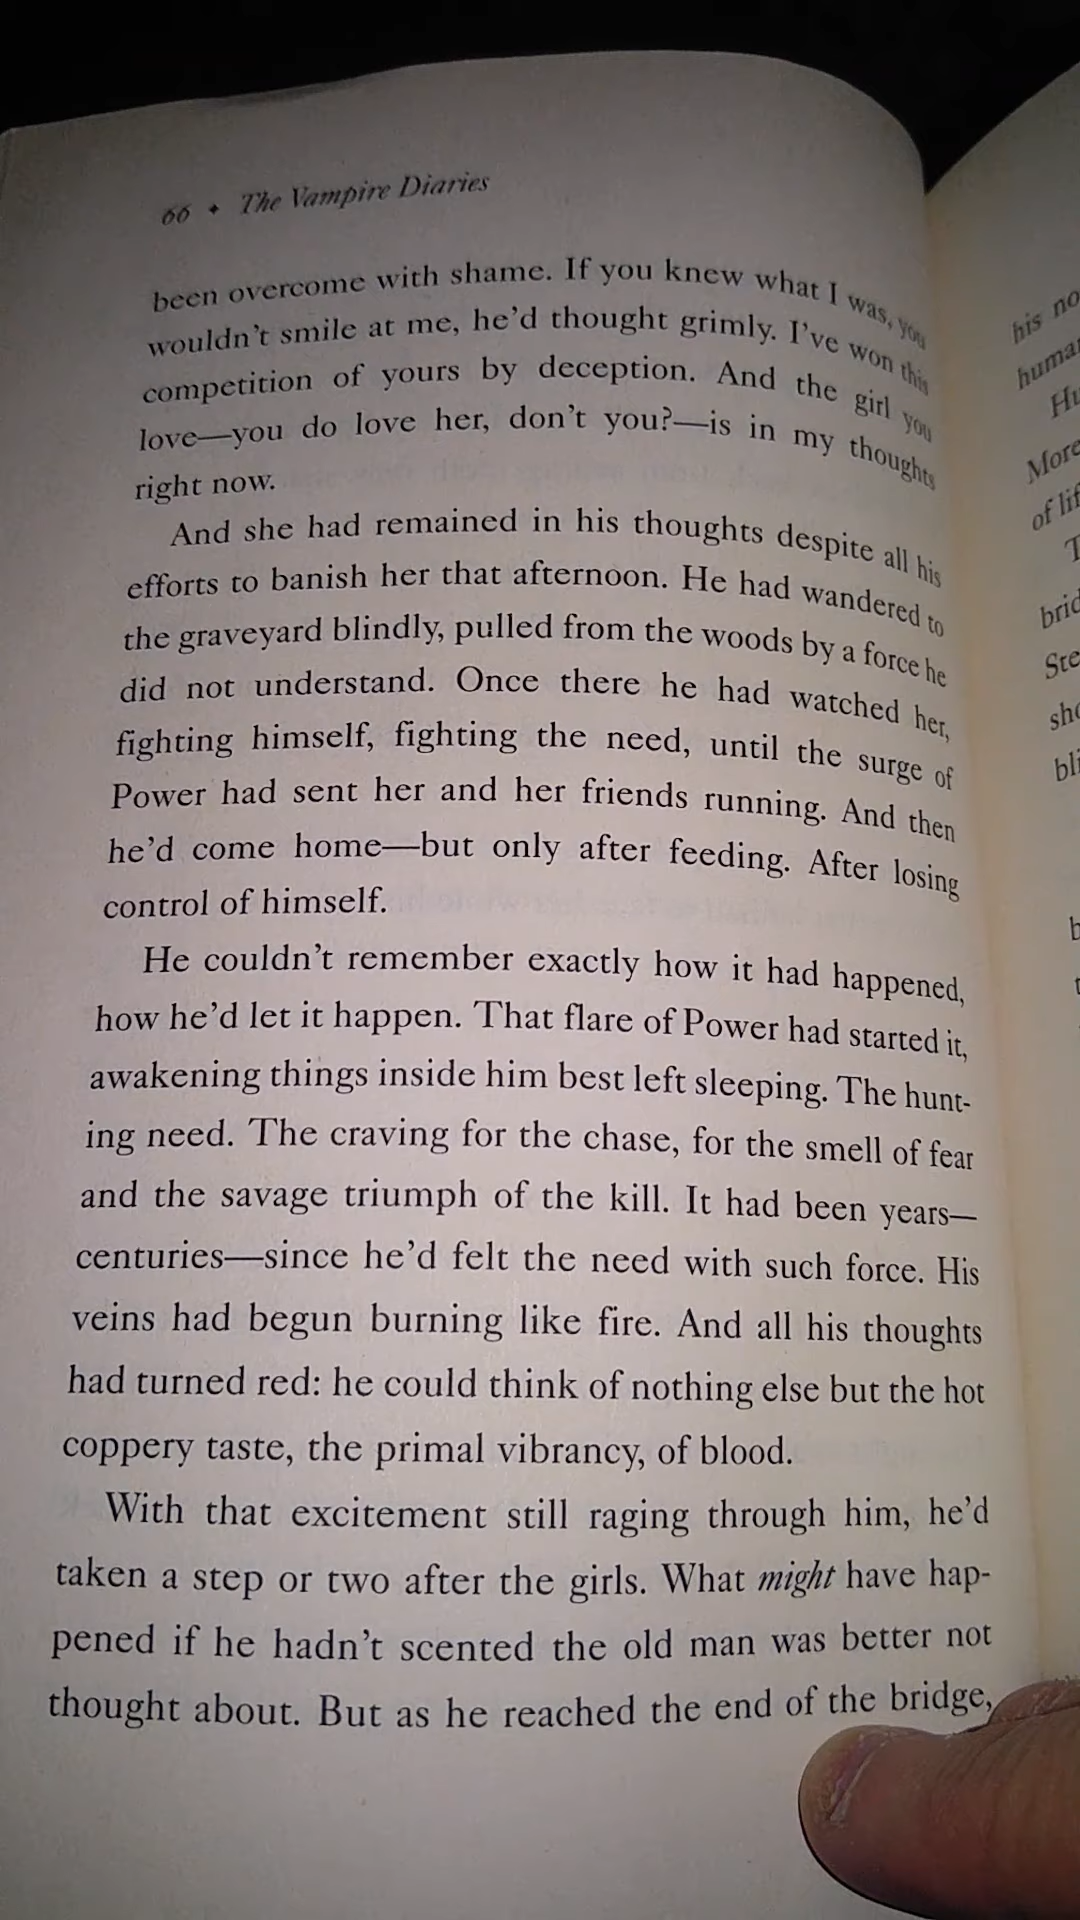 66 ♦ The Vampire Diaries
been overcome with shame. If you knew what I was, you
wouldn't smile at me, he'd thought grimly. I've won this
competition of yours by deception. And the girl you
love—you do love her, don't you?—is in my thoughts
right now.
And she had remained in his thoughts despite all his
efforts to banish her that afternoon. He had wandered to
the graveyard blindly, pulled from the woods by a force he
did not understand. Once there he had watched her,
fighting himself, fighting the need, until the surge of
Power had sent her and her friends running. And then
he'd come home—but only after feeding. After losing
control of himself.
He couldn't remember exactly how it had happened,
how he'd let it happen. That flare of Power had started it,
awakening things inside him best left sleeping. The hunt-
ing need. The craving for the chase, for the smell of fear
and the savage triumph of the kill. It had been years—
centuries—since he'd felt the need with such force. His
veins had begun burning like fire. And all his thoughts
had turned red: he could think of nothing else but the hot
coppery taste, the primal vibrancy, of blood.
With that excitement still raging through him, he'd
taken a step or two after the girls. What might have hap-
pened if he hadn't scented the old man was better not
thought about. But as he reached the end of the bridge,
his no
human
Hu
More
of lif
T
brid
Ste
sho
bli
b
t